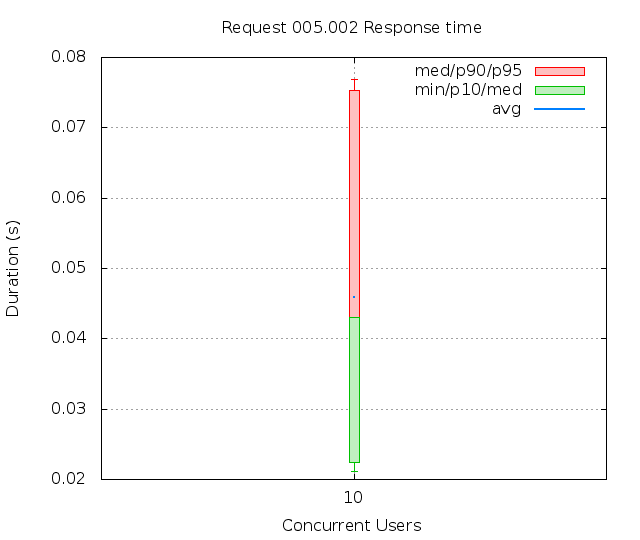 Request 005.002 Response time
0.08
med/p90/p95
min/p10/med
avg
0.07
0.06
0.05
0.04
0.03
0.02
Duration (s)
10
Concurrent Users